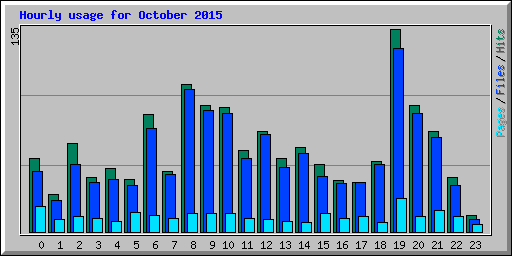 Hourly usage for October 2015
135
Pages/Files/Hits
0 1 2 3 4 5 6 7 8 9 10 11 12 13 14 15 16 17 18 19 20 21 22 23